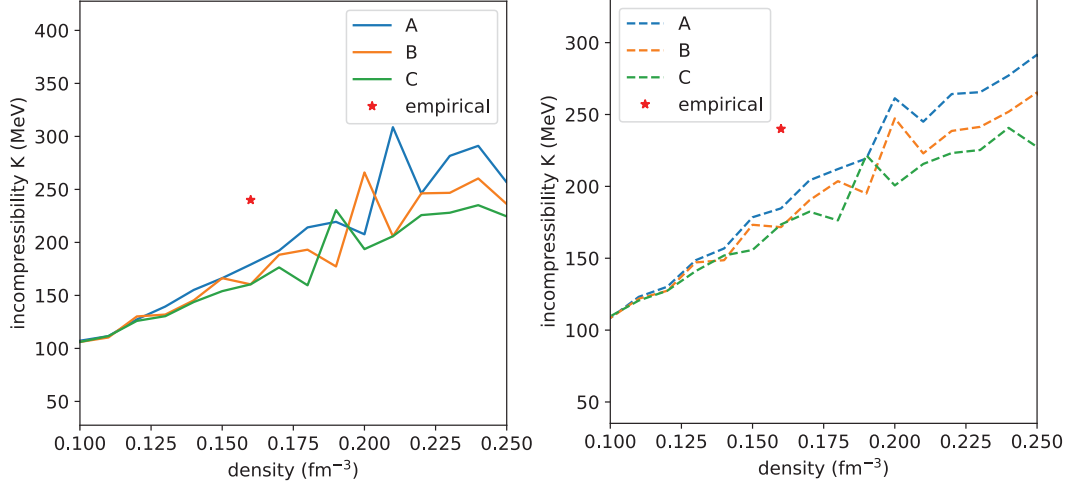 400
350
300
250
200
150
100
50
0.100 0.125 0.150 0.175 0.200 0.225 0.250
density (fm⁻³)
incompressibility K (MeV)
A
B
C
empirical
300
250
200
150
100
50
0.100 0.125 0.150 0.175 0.200 0.225 0.250
density (fm⁻³)
incompressibility K (MeV)
A
B
C
empirical